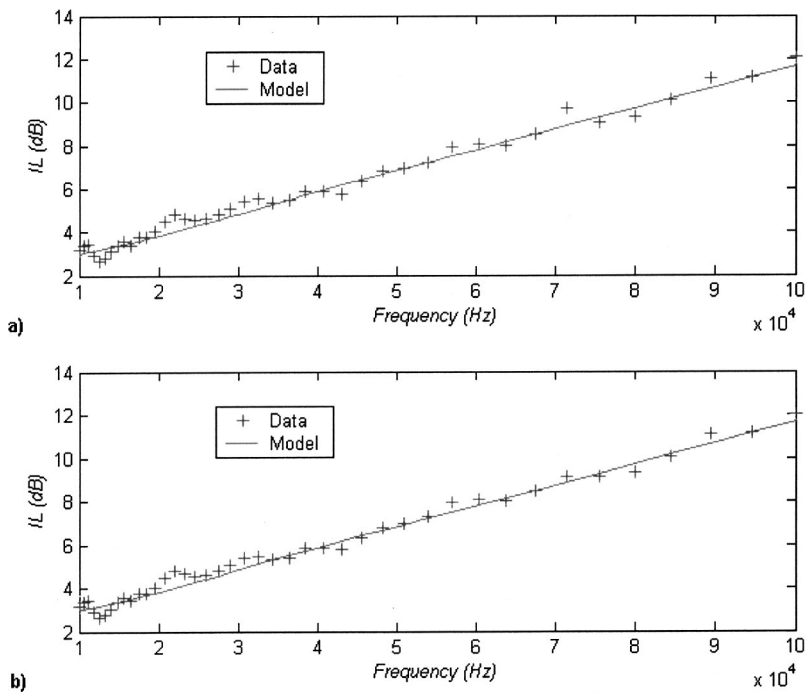 14
12
10
8
6
4
2
IL (dB)
Data
Model
1 2 3 4 5 6 7 8 9 10
Frequency (Hz)
x 10^4
a)
14
12
10
8
6
4
2
IL (dB)
Data
Model
1 2 3 4 5 6 7 8 9 10
Frequency (Hz)
x 10^4
b)